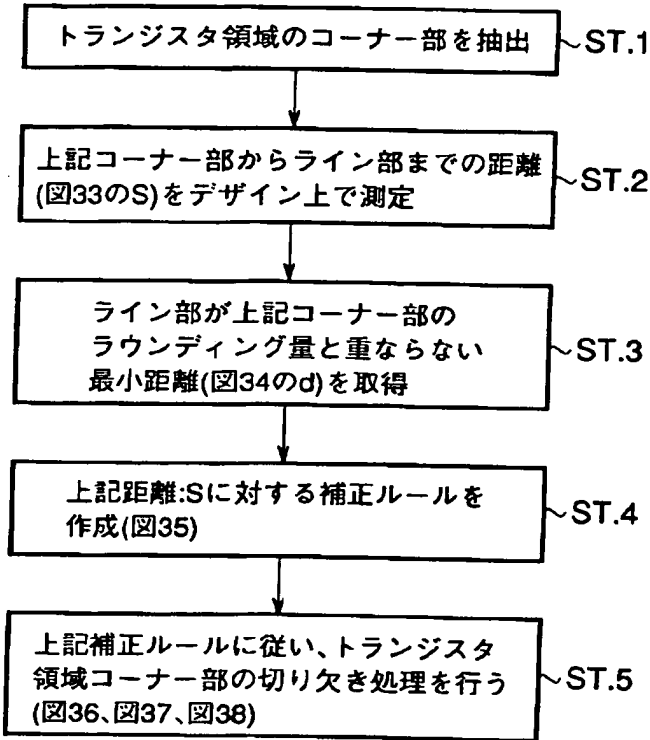 トランジスタ領域のコーナー部を抽出
ST.1
上記コーナー部からライン部までの距離
(図33のS)をデザイン上で測定
ST.2
ライン部が上記コーナー部の
ラウンディング量と重ならない
最小距離(図34のd)を取得
ST.3
上記距離:Sに対する補正ルールを
作成(図35)
ST.4
上記補正ルールに従い、トランジスタ
領域コーナー部の切り欠き処理を行う
(図36、図37、図38)
ST.5